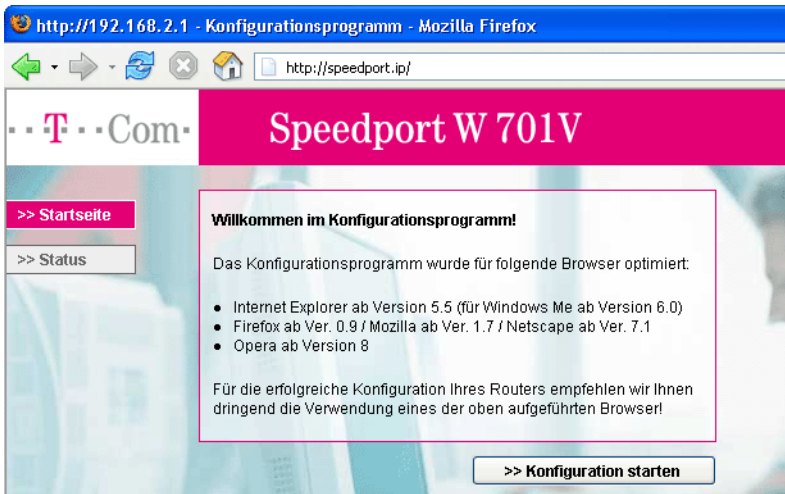 http://192.168.2.1 - Konfigurationsprogramm - Mozilla Firefox
http://speedport.ip/
· · T · · Com ·
Speedport W 701V
>> Startseite
>> Status
Willkommen im Konfigurationsprogramm!
Das Konfigurationsprogramm wurde für folgende Browser optimiert:
● Internet Explorer ab Version 5.5 (für Windows Me ab Version 6.0)
● Firefox ab Ver. 0.9 / Mozilla ab Ver. 1.7 / Netscape ab Ver. 7.1
● Opera ab Version 8
Für die erfolgreiche Konfiguration Ihres Routers empfehlen wir Ihnen
dringend die Verwendung eines der oben aufgeführten Browser!
>> Konfiguration starten